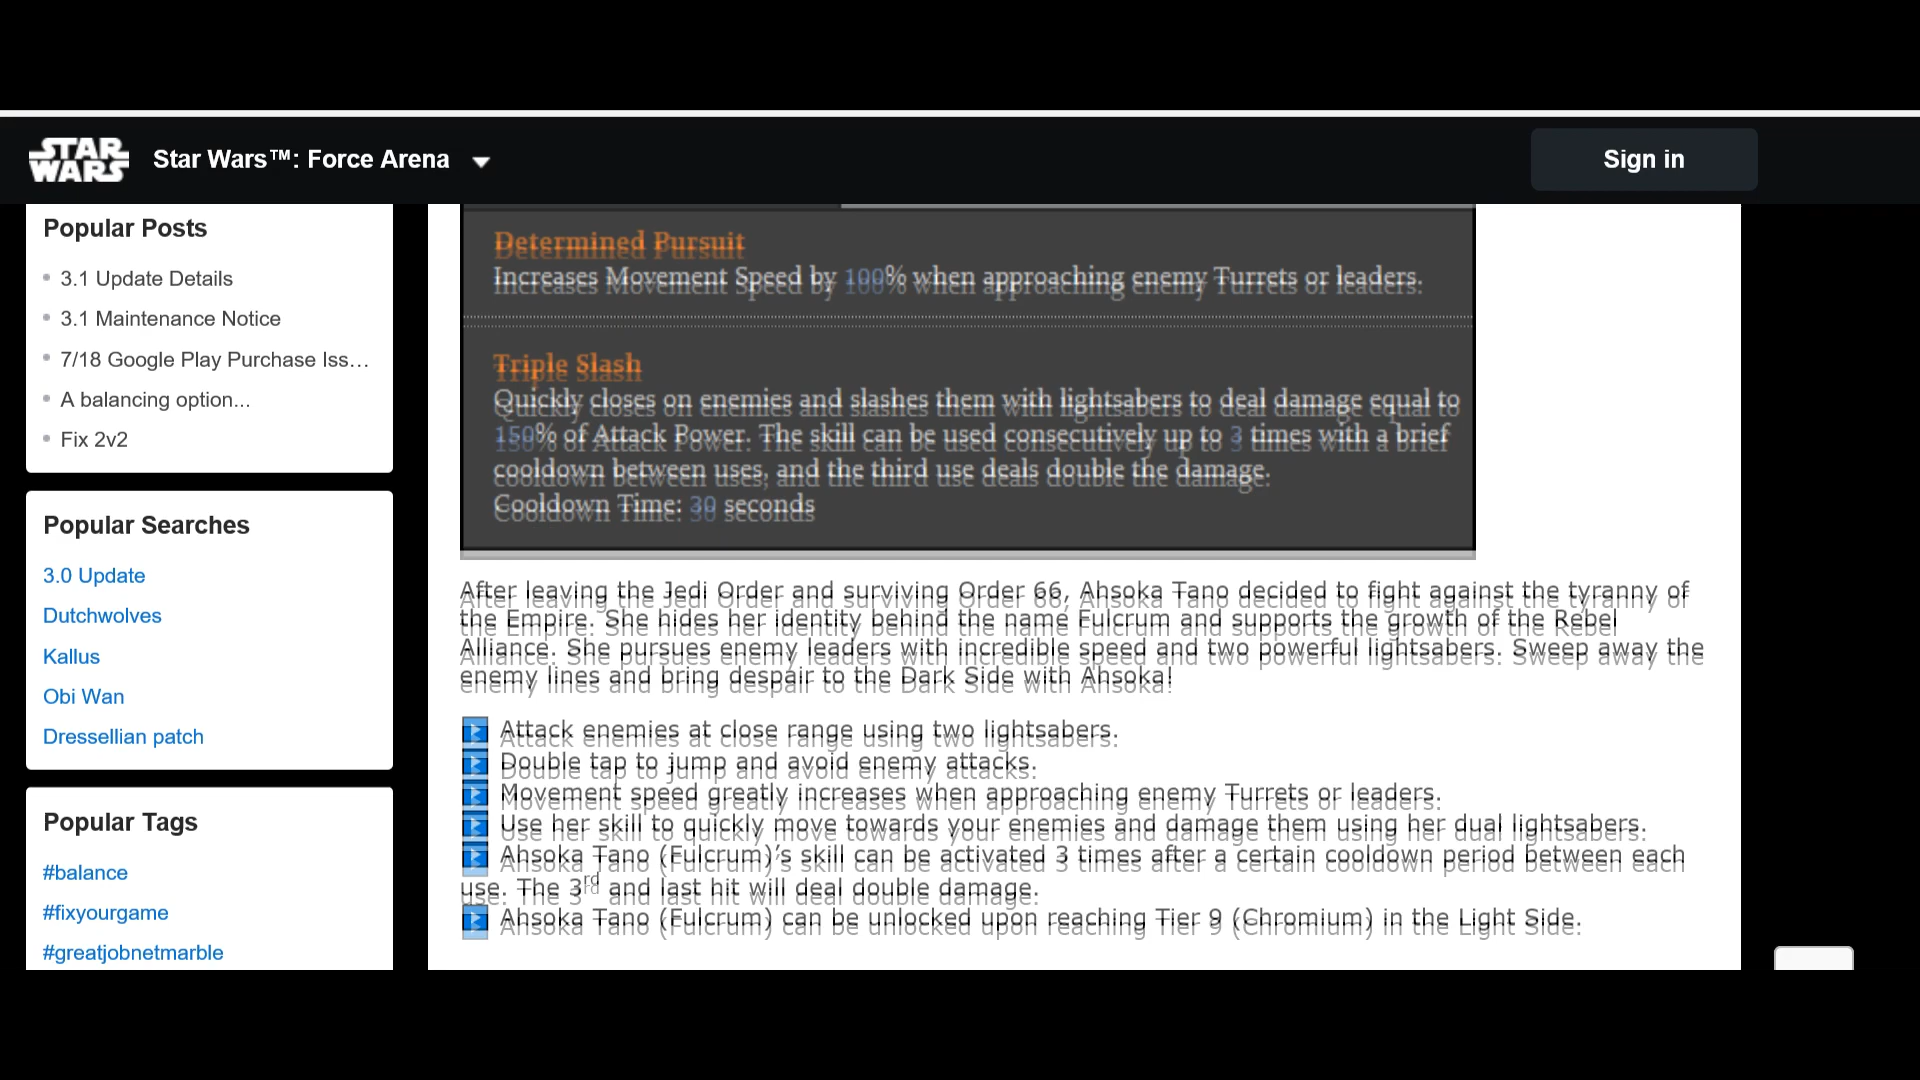 STAR WARS
Star Wars™: Force Arena
Sign in
Popular Posts
3.1 Update Details
3.1 Maintenance Notice
7/18 Google Play Purchase Iss...
A balancing option...
Fix 2v2
Popular Searches
3.0 Update
Dutchwolves
Kallus
Obi Wan
Dressellian patch
Popular Tags
#balance
#fixyourgame
#greatjobnetmarble
Determined Pursuit
Increases Movement Speed by 100% when approaching enemy Turrets or leaders.
Triple Slash
Quickly closes on enemies and slashes them with lightsabers to deal damage equal to
150% of Attack Power. The skill can be used consecutively up to 3 times with a brief
cooldown between uses, and the third use deals double the damage.
Cooldown Time: 30 seconds
After leaving the Jedi Order and surviving Order 66, Ahsoka Tano decided to fight against the tyranny of
the Empire. She hides her identity behind the name Fulcrum and supports the growth of the Rebel
Alliance. She pursues enemy leaders with incredible speed and two powerful lightsabers. Sweep away the
enemy lines and bring despair to the Dark Side with Ahsoka!
Attack enemies at close range using two lightsabers.
Double tap to jump and avoid enemy attacks.
Movement speed greatly increases when approaching enemy Turrets or leaders.
Use her skill to quickly move towards your enemies and damage them using her dual lightsabers.
Ahsoka Tano (Fulcrum)'s skill can be activated 3 times after a certain cooldown period between each
use. The 3rd and last hit will deal double damage.
Ahsoka Tano (Fulcrum) can be unlocked upon reaching Tier 9 (Chromium) in the Light Side.